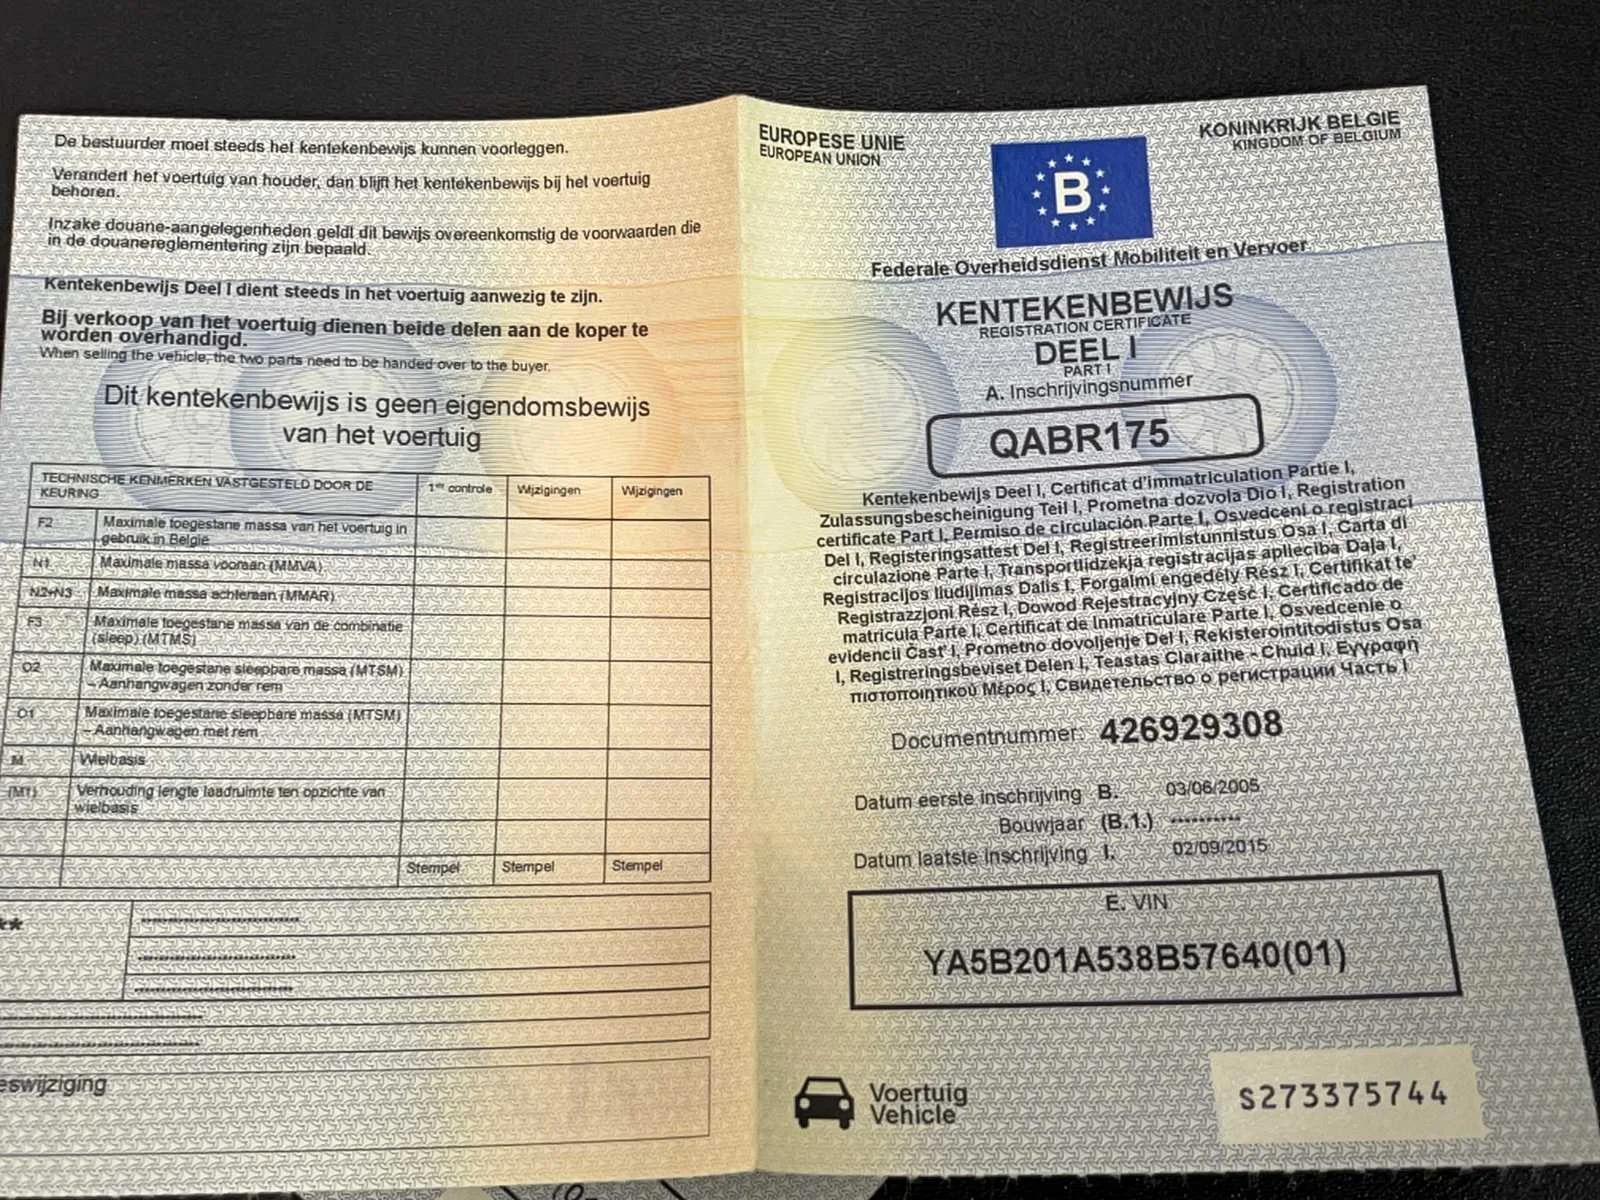 De bestuurder moet steeds het kentekenbewijs kunnen voorleggen.
Verandert het voertuig van houder, dan blijft het kentekenbewijs bij het voertuig
behoren.
Inzake douane-aangelegenheden geldt dit bewijs overeenkomstig de voorwaarden die
in de douanereglementering zijn bepaald.
Kentekenbewijs Deel I dient steeds in het voertuig aanwezig te zijn.
Bij verkoop van het voertuig dienen beide delen aan de koper te
worden overhandigd.
When selling the vehicle, the two parts need to be handed over to the buyer.
Dit kentekenbewijs is geen eigendomsbewijs
van het voertuig
TECHNISCHE KENMERKEN VASTGESTELD DOOR DE
KEURING
1ste controle
Wijzigingen
Wijzigingen
F2 Maximale toegestane massa van het voertuig in
gebruik in België
N1 Maximale massa vooraan (MMVA)
N2+N3 Maximale massa achteraan (MMAR)
F3 Maximale toegestane massa van de combinatie
(sleep) (MTMS)
O2 Maximale toegestane sleepbare massa (MTSM)
– Aanhangwagen zonder rem
O1 Maximale toegestane sleepbare massa (MTSM)
– Aanhangwagen met rem
M Wielbasis
(M1) Verhouding lengte laadruimte ten opzichte van
wielbasis
Stempel Stempel Stempel
**
eswijziging
EUROPESE UNIE
EUROPEAN UNION
B
KONINKRIJK BELGIE
KINGDOM OF BELGIUM
Federale Overheidsdienst Mobiliteit en Vervoer
KENTEKENBEWIJS
REGISTRATION CERTIFICATE
DEEL I
PART I
A. Inschrijvingsnummer
QABR175
Kentekenbewijs Deel I, Certificat d'immatriculation Partie I,
Zulassungsbescheinigung Teil I, Prometna dozvola Dio I, Registration
certificate Part I, Permiso de circulación Parte I, Osvedceni o registraci
Del I, Registeringsattest Del I, Registreerimistunnistus Osa I, Carta di
circulazione Parte I, Transportlidzekja registracijas apliecība Daļa I,
Registracijos liudijimas Dalis I, Forgalmi engedély Rész I, Certifikat te'
Registrazzjoni Rész I, Dowod Rejestracyjny Część I, Certificado de
matricula Parte I, Certificat de Inmatriculare Parte I, Osvedcenie o
evidencii Čast' I, Prometno dovoljenje Del I, Rekisterointitodistus Osa
I, Registreringsbeviset Delen I, Teastas Claraithe - Chuid I, Εγγραφή
πιστοποιητικού Μέρος I, Свидетельство о регистрации Часть I
Documentnummer: 426929308
Datum eerste inschrijving B. 03/06/2005
Bouwjaar (B.1.) **********
Datum laatste inschrijving I. 02/09/2015
E. VIN
YA5B201A538B57640(01)
Voertuig
Vehicle
S273375744